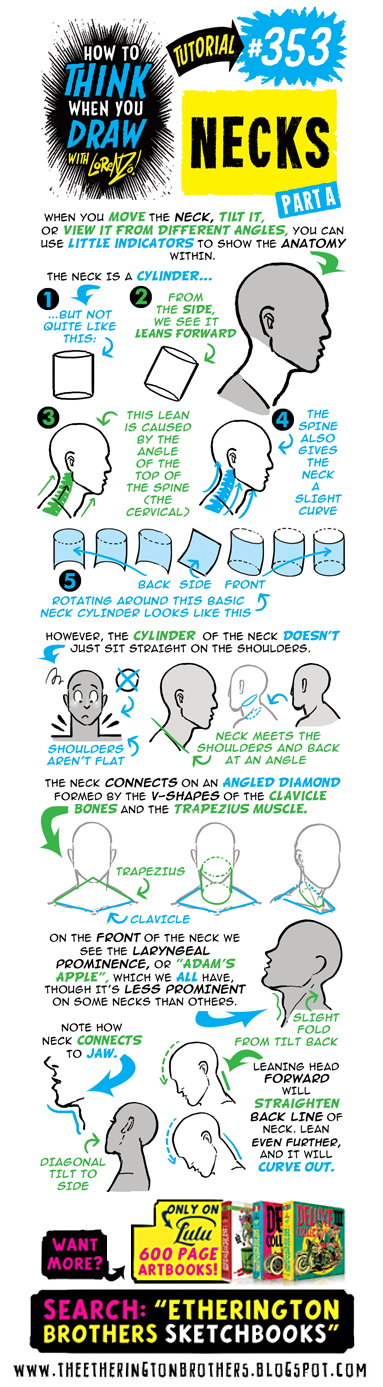 HOW TO
THINK
WHEN YOU
DRAW
WITH LORENZO!
TUTORIAL
#353
NECKS
PART A
WHEN YOU MOVE THE NECK, TILT IT,
OR VIEW IT FROM DIFFERENT ANGLES, YOU CAN
USE LITTLE INDICATORS TO SHOW THE ANATOMY
WITHIN.
THE NECK IS A CYLINDER...
1
...BUT NOT
QUITE LIKE
THIS:
2
FROM
THE SIDE,
WE SEE IT
LEANS FORWARD
3
THIS LEAN
IS CAUSED
BY THE
ANGLE
OF THE
TOP OF
THE SPINE
(THE
CERVICAL)
4
THE
SPINE
ALSO
GIVES
THE
NECK
A
SLIGHT
CURVE
BACK SIDE FRONT
5
ROTATING AROUND THIS BASIC
NECK CYLINDER LOOKS LIKE THIS
HOWEVER, THE CYLINDER OF THE NECK DOESN'T
JUST SIT STRAIGHT ON THE SHOULDERS.
SHOULDERS
AREN'T FLAT
NECK MEETS THE
SHOULDERS AND BACK
AT AN ANGLE
THE NECK CONNECTS ON AN ANGLED DIAMOND
FORMED BY THE V-SHAPES OF THE CLAVICLE
BONES AND THE TRAPEZIUS MUSCLE.
TRAPEZIUS
CLAVICLE
ON THE FRONT OF THE NECK WE
SEE THE LARYNGEAL
PROMINENCE, OR "ADAM'S
APPLE", WHICH WE ALL HAVE,
THOUGH IT'S LESS PROMINENT
ON SOME NECKS THAN OTHERS.
SLIGHT
FOLD
FROM TILT BACK
NOTE HOW
NECK CONNECTS
TO JAW.
DIAGONAL
TILT TO
SIDE
LEANING HEAD
FORWARD
WILL
STRAIGHTEN
BACK LINE OF
NECK. LEAN
EVEN FURTHER,
AND IT WILL
CURVE OUT.
WANT
MORE?
ONLY ON
Lulu
600 PAGE
ARTBOOKS!
DELUXE III
SEARCH: "ETHERINGTON
BROTHERS SKETCHBOOKS"
WWW.THEETHERINGTONBROTHERS.BLOGSPOT.COM